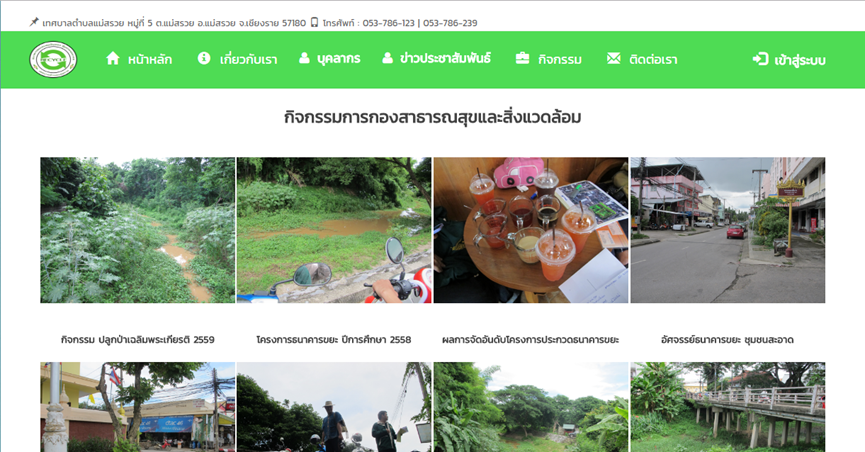 เทศบาลตำบลแม่สรวย หมู่ที่ 5 ต.แม่สรวย อ.แม่สรวย จ.เชียงราย 57180 โทรศัพท์ : 053-786-123 | 053-786-239
หน้าหลัก เกี่ยวกับเรา บุคลากร ข่าวประชาสัมพันธ์ กิจกรรม ติดต่อเรา เข้าสู่ระบบ
กิจกรรมการกองสาธารณสุขและสิ่งแวดล้อม
กิจกรรม ปลูกป่าเฉลิมพระเกียรติ 2559
โครงการธนาคารขยะ ปีการศึกษา 2558
ผลการจัดอันดับโครงการประกวดธนาคารขยะ
อัศจรรย์ธนาคารขยะ ชุมชนสะอาด